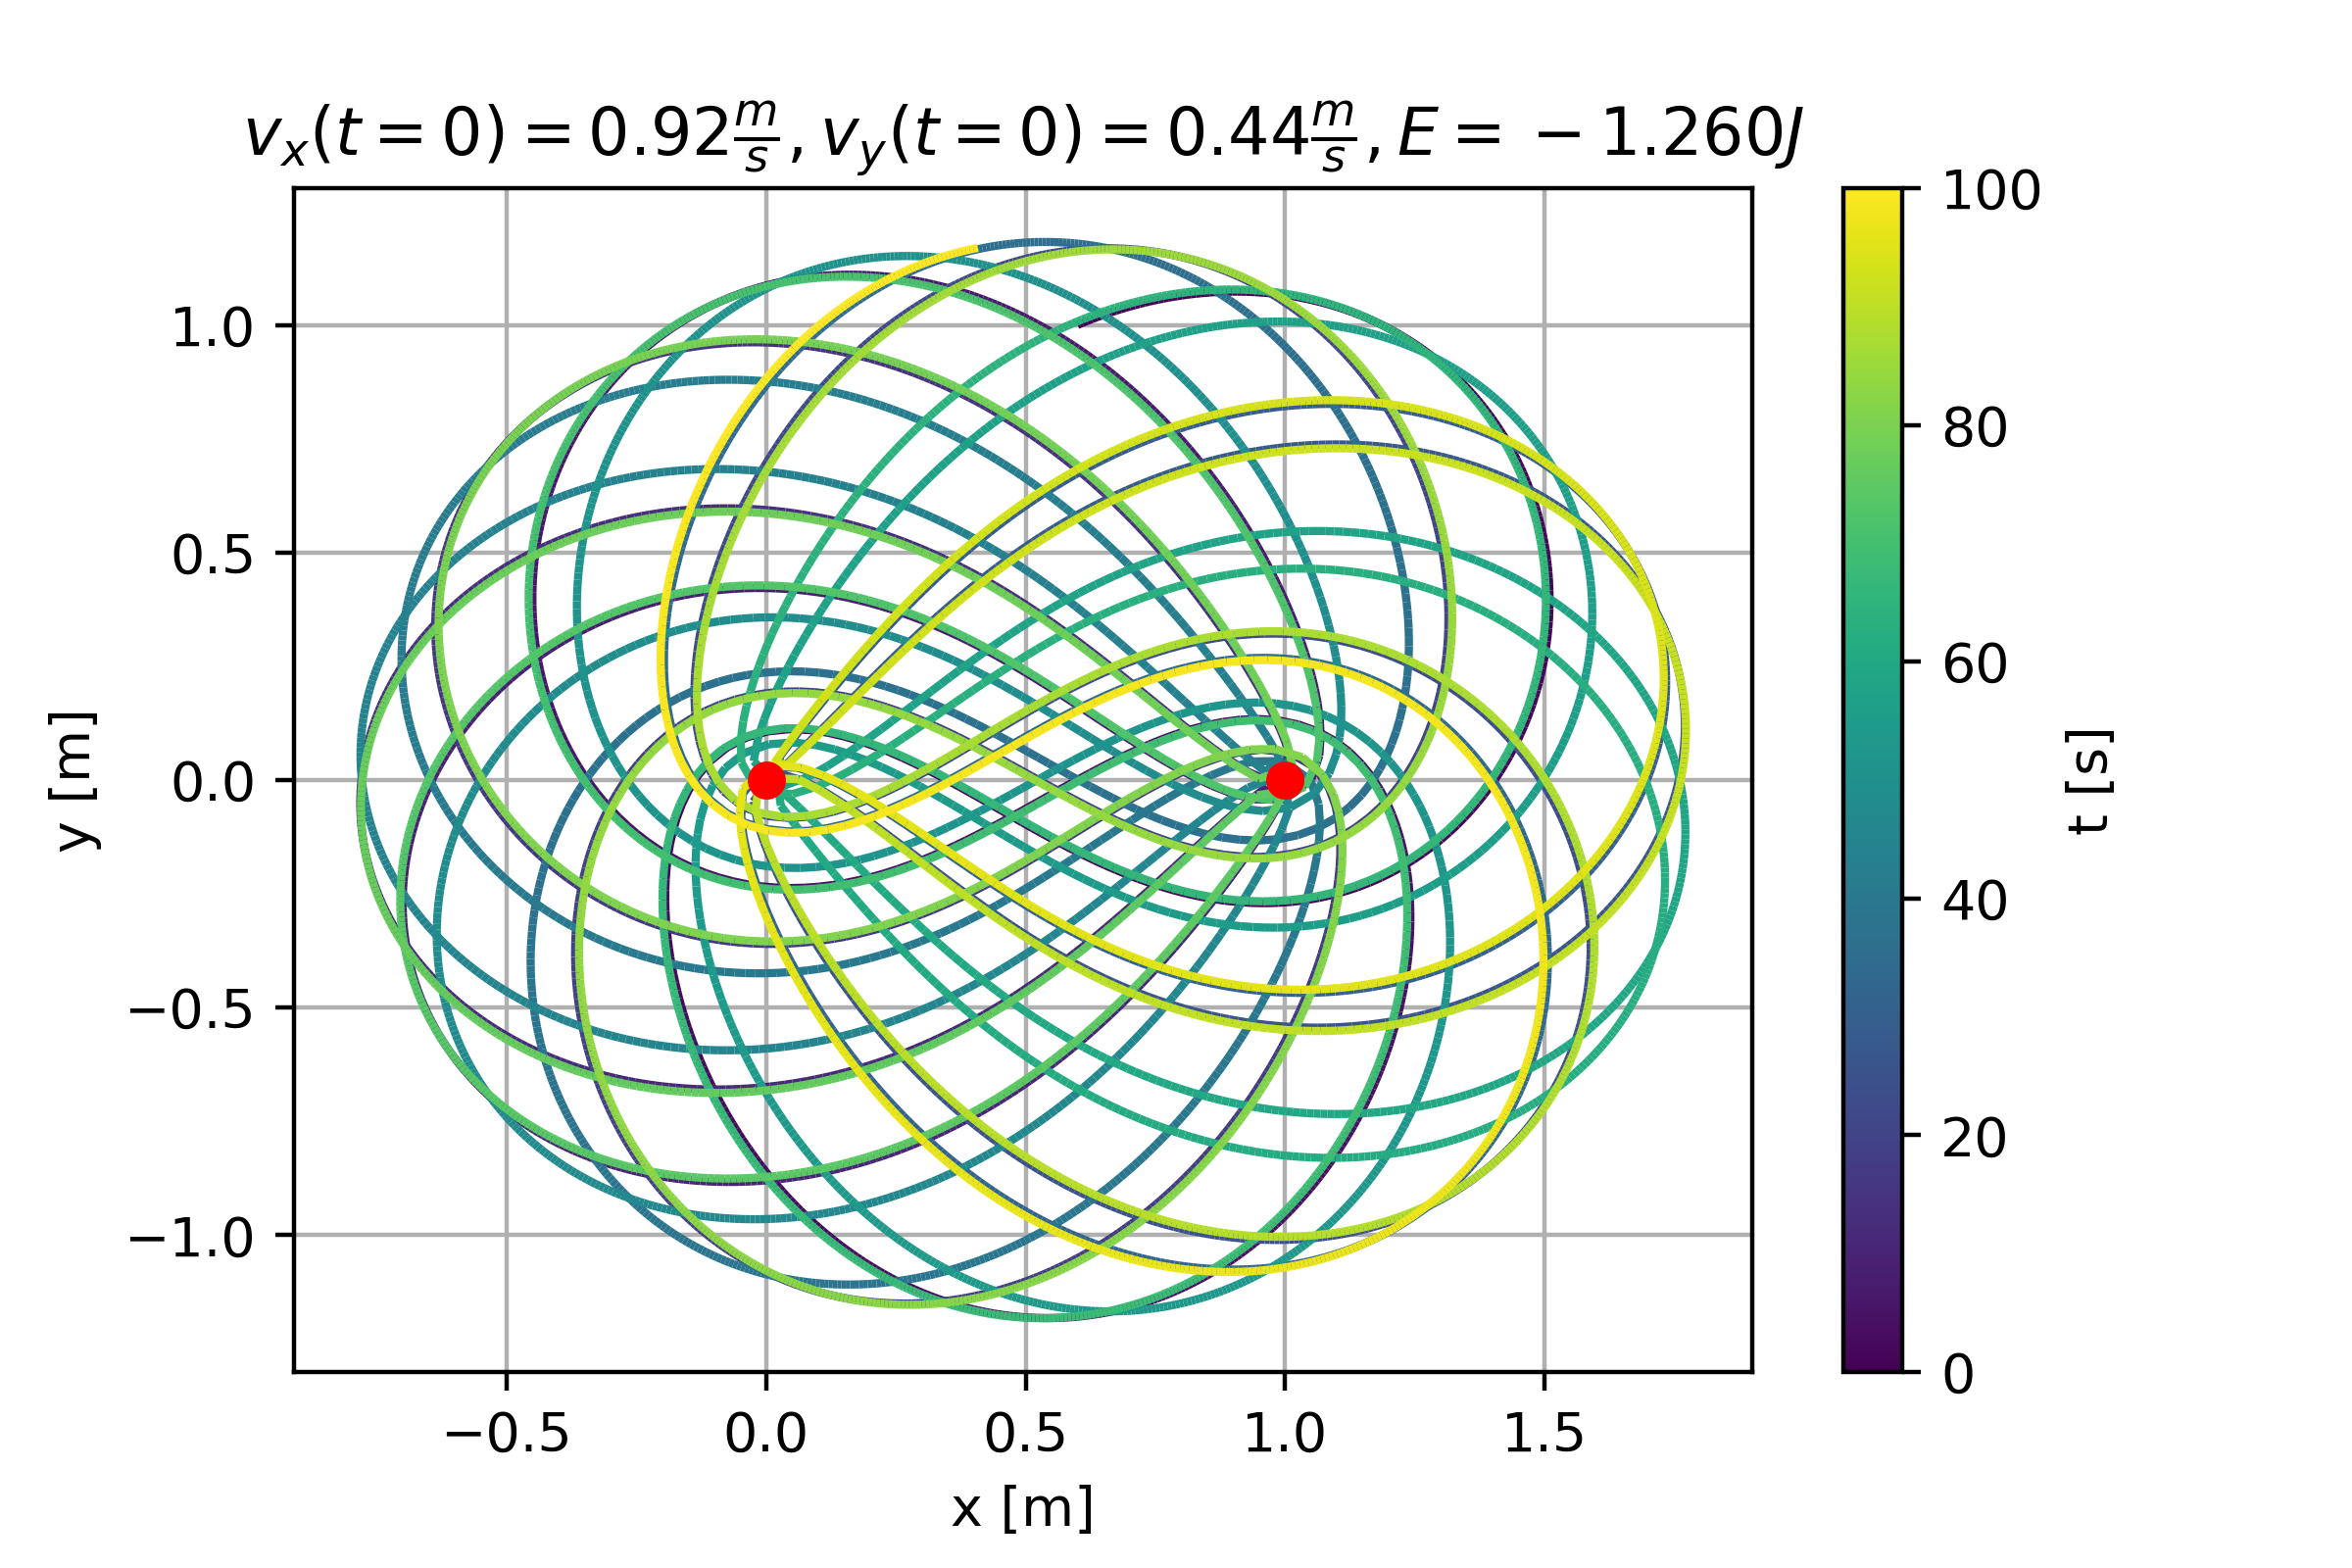 v_x(t = 0) = 0.92 m/s, v_y(t = 0) = 0.44 m/s, E = −1.260J
1.0
0.5
0.0
−0.5
−1.0
y [m]
−0.5 0.0 0.5 1.0 1.5
x [m]
100
80
60
40
20
0
t [s]